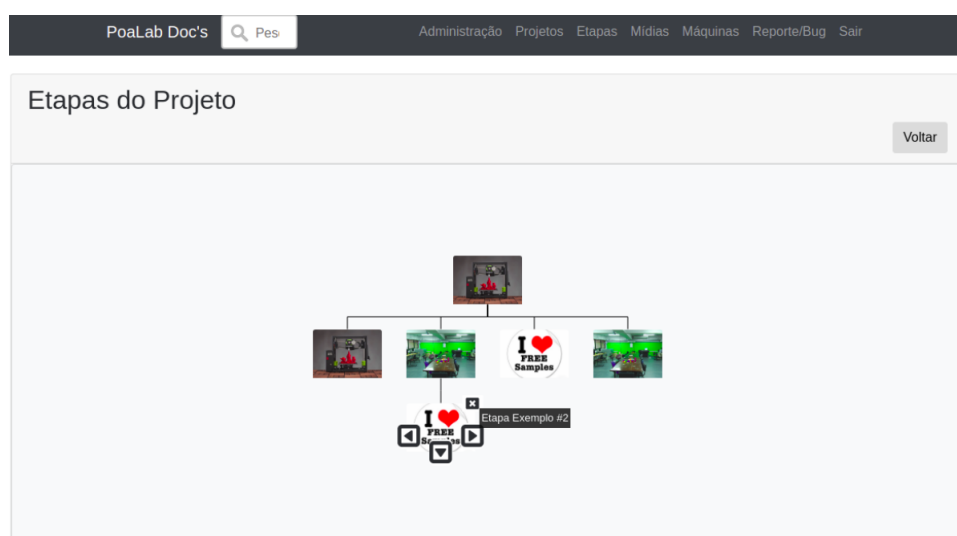 PoaLab Doc's Pes Administração Projetos Etapas Mídias Máquinas Reporte/Bug Sair
Etapas do Projeto
Voltar
I
FREE
Samples
I
FREE
Etapa Exemplo #2